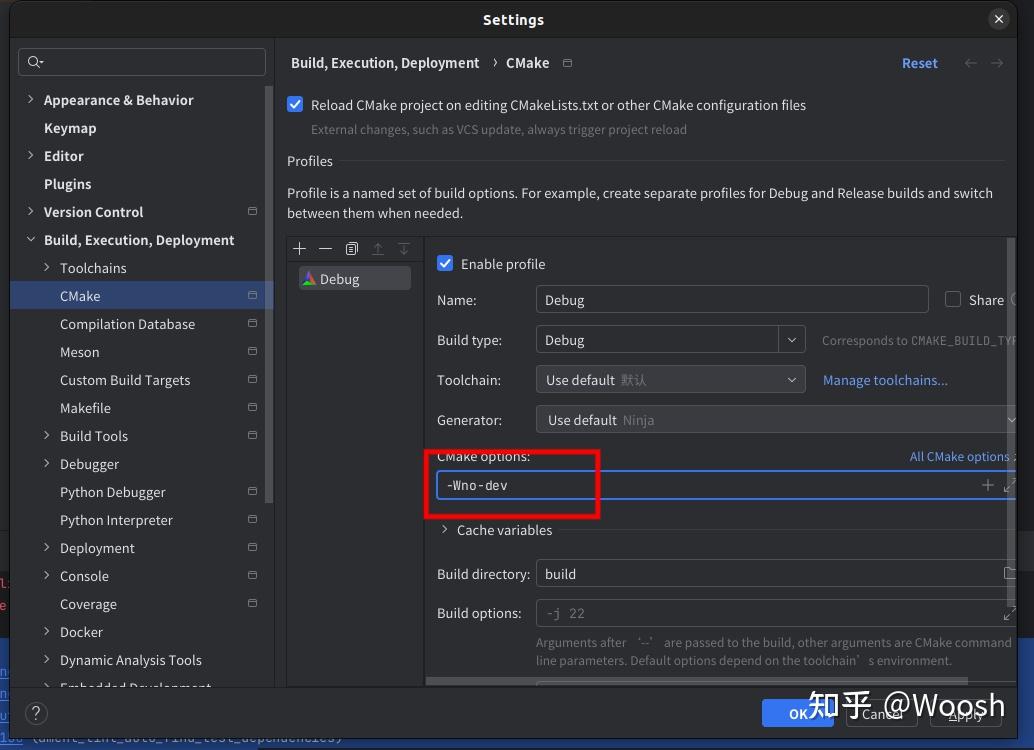 Settings
Build, Execution, Deployment › CMake
Reset
Appearance & Behavior
Keymap
Editor
Plugins
Version Control
Build, Execution, Deployment
Toolchains
CMake
Compilation Database
Meson
Custom Build Targets
Makefile
Build Tools
Debugger
Python Debugger
Python Interpreter
Deployment
Console
Coverage
Docker
Dynamic Analysis Tools
Embedded Development
Reload CMake project on editing CMakeLists.txt or other CMake configuration files
External changes, such as VCS update, always trigger project reload
Profiles
Profile is a named set of build options. For example, create separate profiles for Debug and Release builds and switch
between them when needed.
Debug
Enable profile
Name: Debug Share
Build type: Debug Corresponds to CMAKE_BUILD_TYP
Toolchain: Use default 默认 Manage toolchains...
Generator: Use default Ninja
CMake options: All CMake options
-Wno-dev
Cache variables
Build directory: build
Build options: -j 22
Arguments after ‘--’ are passed to the build, other arguments are CMake command
line parameters. Default options depend on the toolchain’s environment.
? OK Cancel Apply
知乎 @Woosh
(ament_lint_auto_find_test_dependencies)